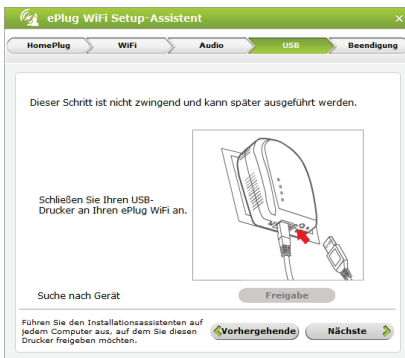 ePlug WiFi Setup-Assistent
HomePlug
WiFi
Audio
USB
Beendigung
Dieser Schritt ist nicht zwingend und kann später ausgeführt werden.
Schließen Sie Ihren USB-
Drucker an Ihren ePlug WiFi an.
Suche nach Gerät
Freigabe
Führen Sie den Installationsassistenten auf
jedem Computer aus, auf dem Sie diesen
Drucker freigeben möchten.
Vorhergehende
Nächste